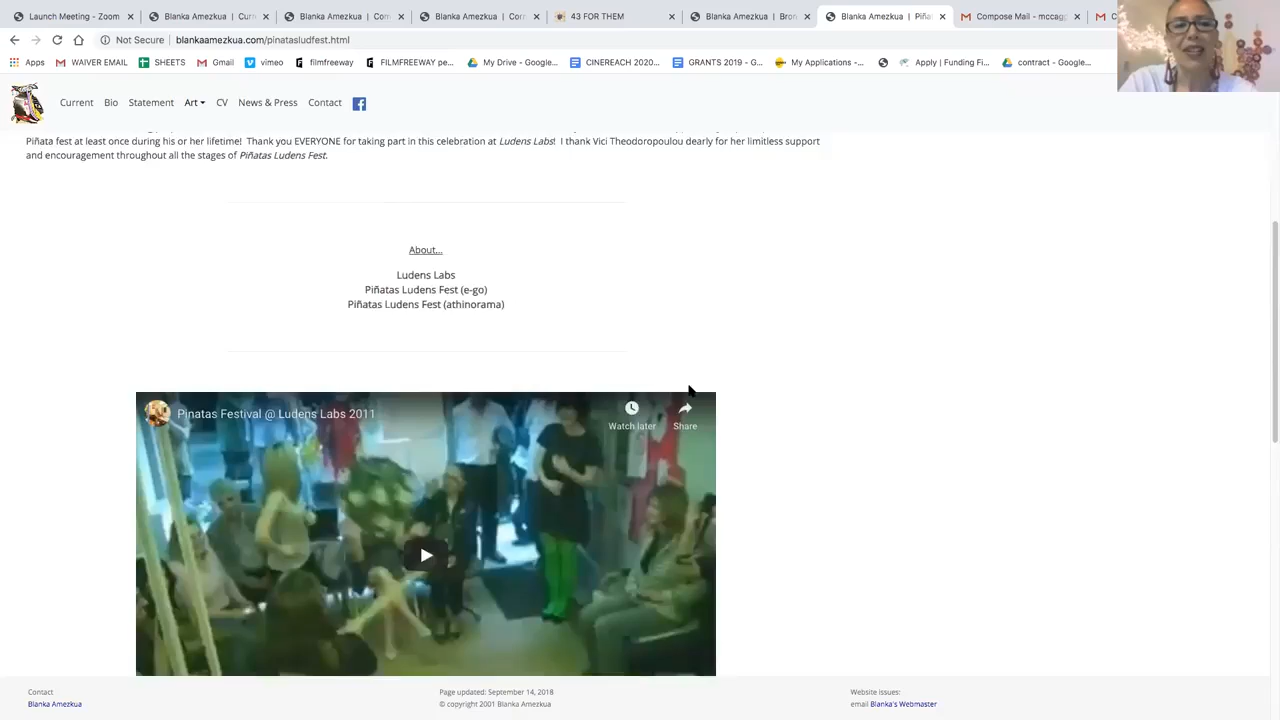 Launch Meeting - Zoom
Blanka Amezkua | Curr
Blanka Amezkua | Com
Blanka Amezkua | Corr
43 FOR THEM
Blanka Amezkua | Bron
Blanka Amezkua | Piñat
Compose Mail - mccagp
Not Secure | blankaamezkua.com/pinatasludfest.html
Apps WAIVER EMAIL SHEETS Gmail vimeo filmfreeway FILMFREEWAY pe... My Drive - Google... CINEREACH 2020... GRANTS 2019 - G... My Applications -... Apply | Funding Fi... contract - Google...
Current Bio Statement Art CV News & Press Contact
Piñata fest at least once during his or her lifetime! Thank you EVERYONE for taking part in this celebration at Ludens Labs! I thank Vici Theodoropoulou dearly for her limitless support
and encouragement throughout all the stages of Piñatas Ludens Fest.
About...
Ludens Labs
Piñatas Ludens Fest (e-go)
Piñatas Ludens Fest (athinorama)
Pinatas Festival @ Ludens Labs 2011
Watch later Share
Contact
Blanka Amezkua
Page updated: September 14, 2018
© copyright 2001 Blanka Amezkua
Website issues:
email Blanka's Webmaster